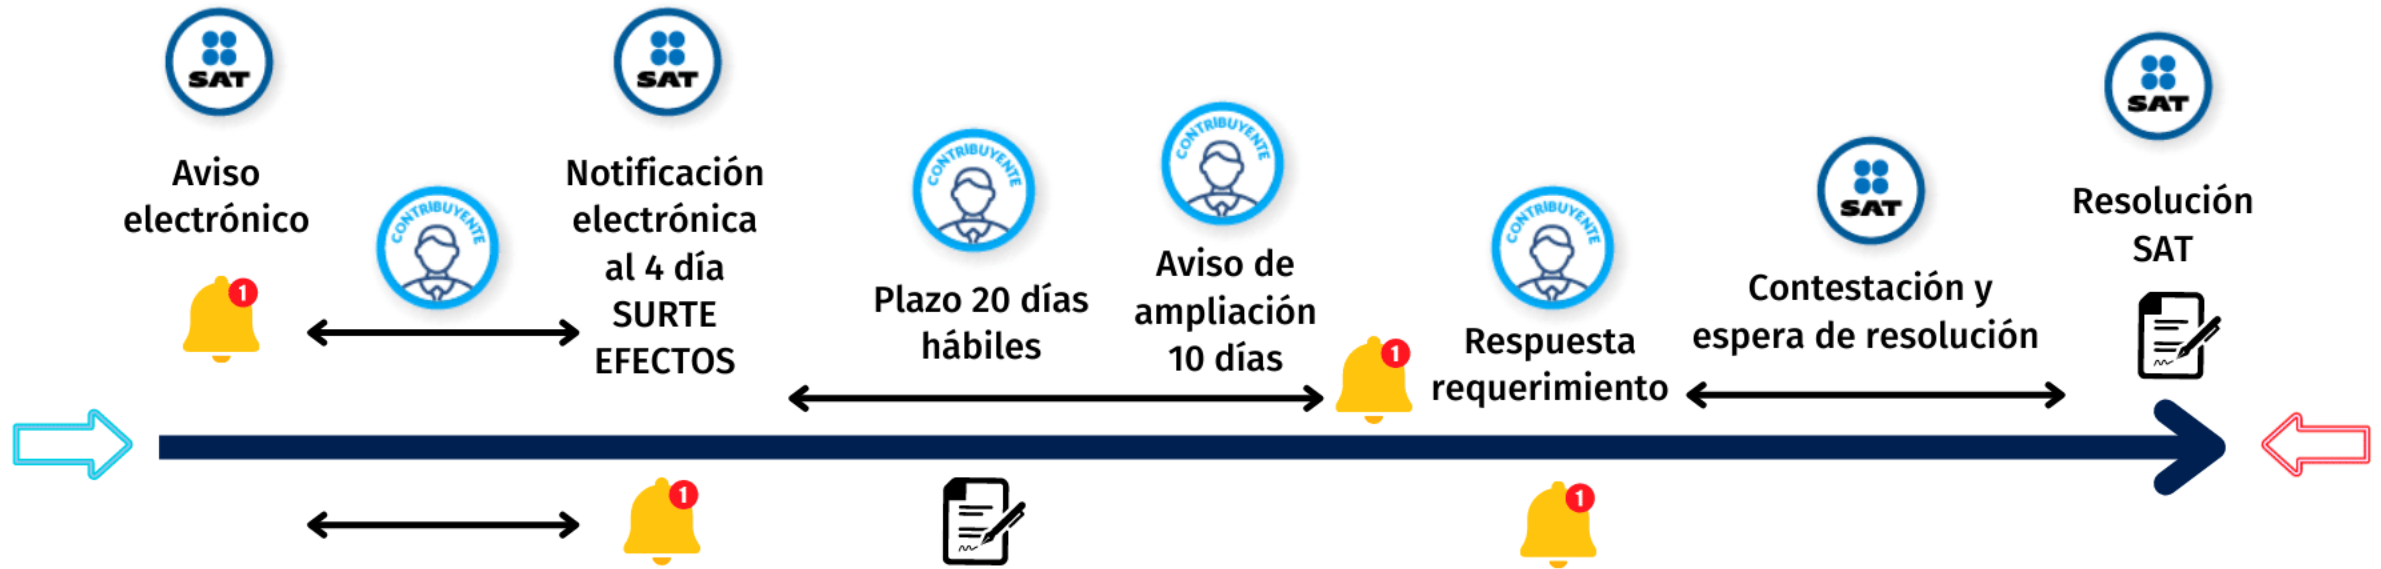 SAT
Aviso
electrónico
1
CONTRIBUYENTE
SAT
Notificación
electrónica
al 4 día
SURTE
EFECTOS
1
CONTRIBUYENTE
Plazo 20 días
hábiles
CONTRIBUYENTE
Aviso de
ampliación
10 días
1
CONTRIBUYENTE
Respuesta
requerimiento
1
SAT
Contestación y
espera de resolución
SAT
Resolución
SAT